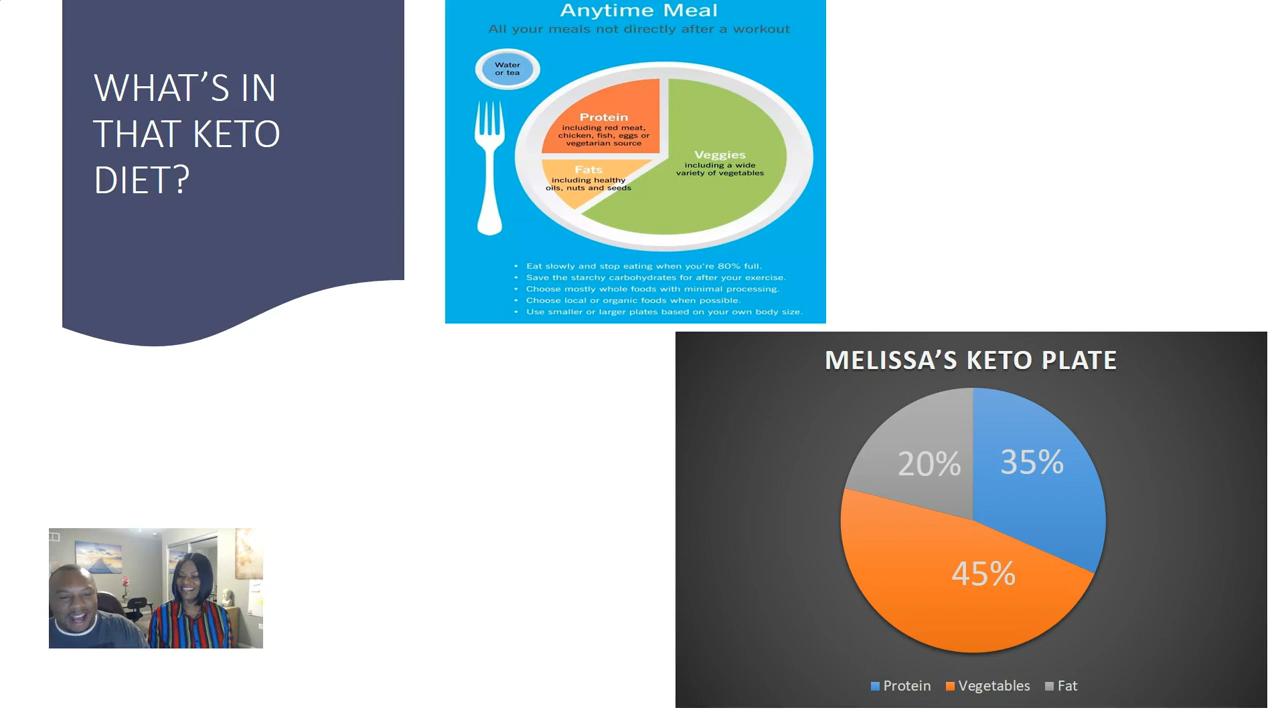 WHAT'S IN
THAT KETO
DIET?
Anytime Meal
All your meals not directly after a workout
Water
or tea
Protein
including red meat,
chicken, fish, eggs or
vegetarian source
Fats
including healthy
oils, nuts and seeds
Veggies
including a wide
variety of vegetables
• Eat slowly and stop eating when you're 80% full.
• Save the starchy carbohydrates for after your exercise.
• Choose mostly whole foods with minimal processing.
• Choose local or organic foods when possible.
• Use smaller or larger plates based on your own body size.
MELISSA'S KETO PLATE
20%
35%
45%
Protein Vegetables Fat